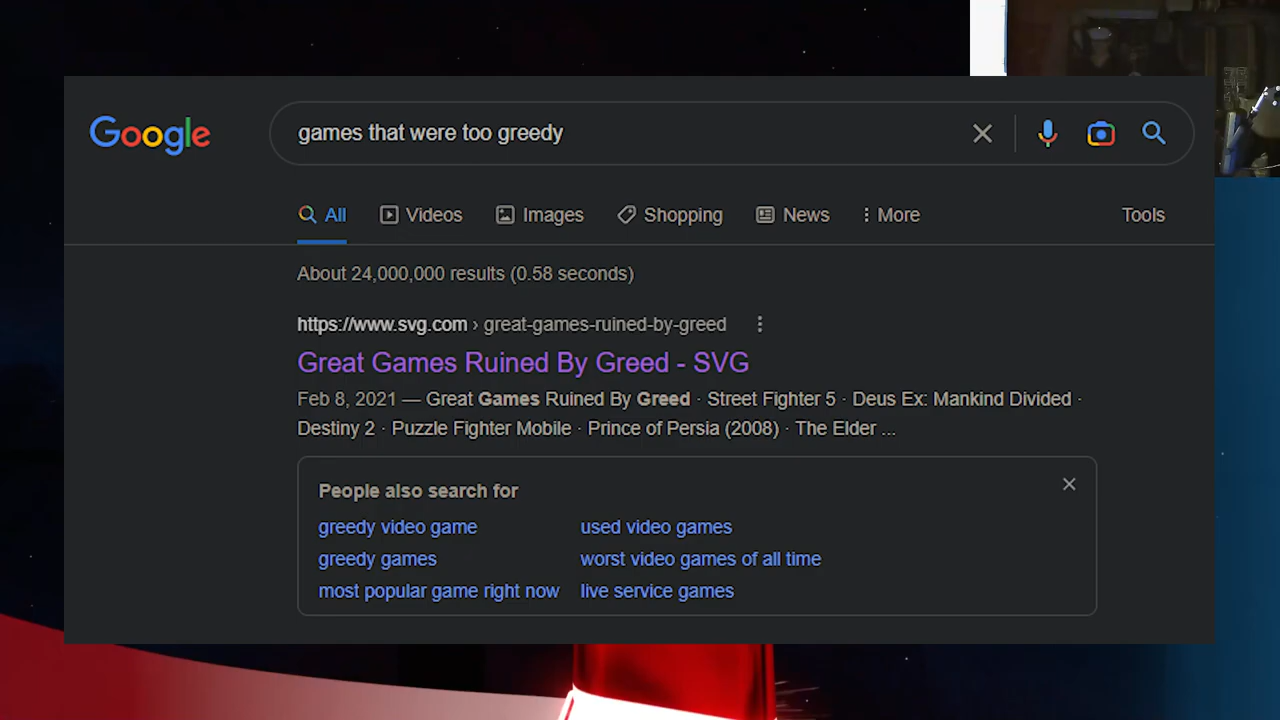 Google
games that were too greedy
All Videos Images Shopping News More Tools
About 24,000,000 results (0.58 seconds)
https://www.svg.com › great-games-ruined-by-greed
Great Games Ruined By Greed - SVG
Feb 8, 2021 — Great Games Ruined By Greed · Street Fighter 5 · Deus Ex: Mankind Divided ·
Destiny 2 · Puzzle Fighter Mobile · Prince of Persia (2008) · The Elder ...
People also search for
greedy video game used video games
greedy games worst video games of all time
most popular game right now live service games